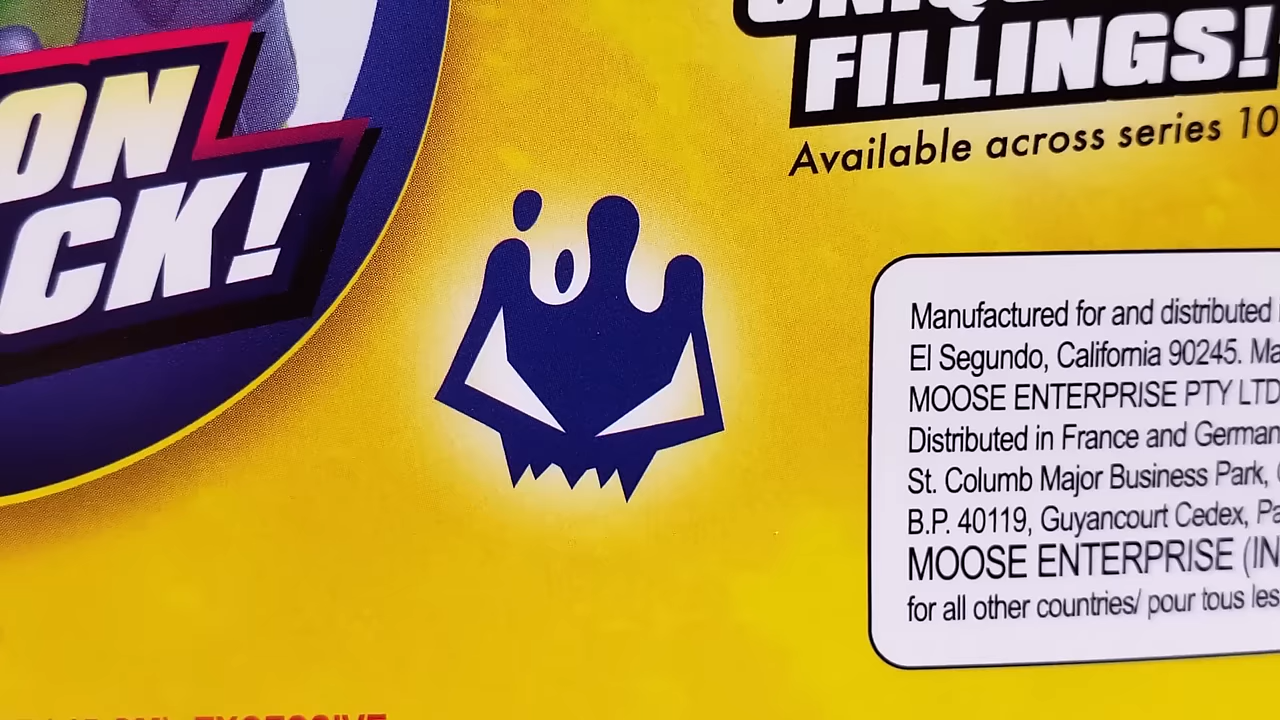 ON
CK!
FILLINGS!
Available across series 10
Manufactured for and distributed
El Segundo, California 90245.
MOOSE ENTERPRISE PTY LTD
Distributed in France and German
St. Columb Major Business Park,
B.P. 40119, Guyancourt Cedex,
MOOSE ENTERPRISE (IN
for all other countries/ pour tous les